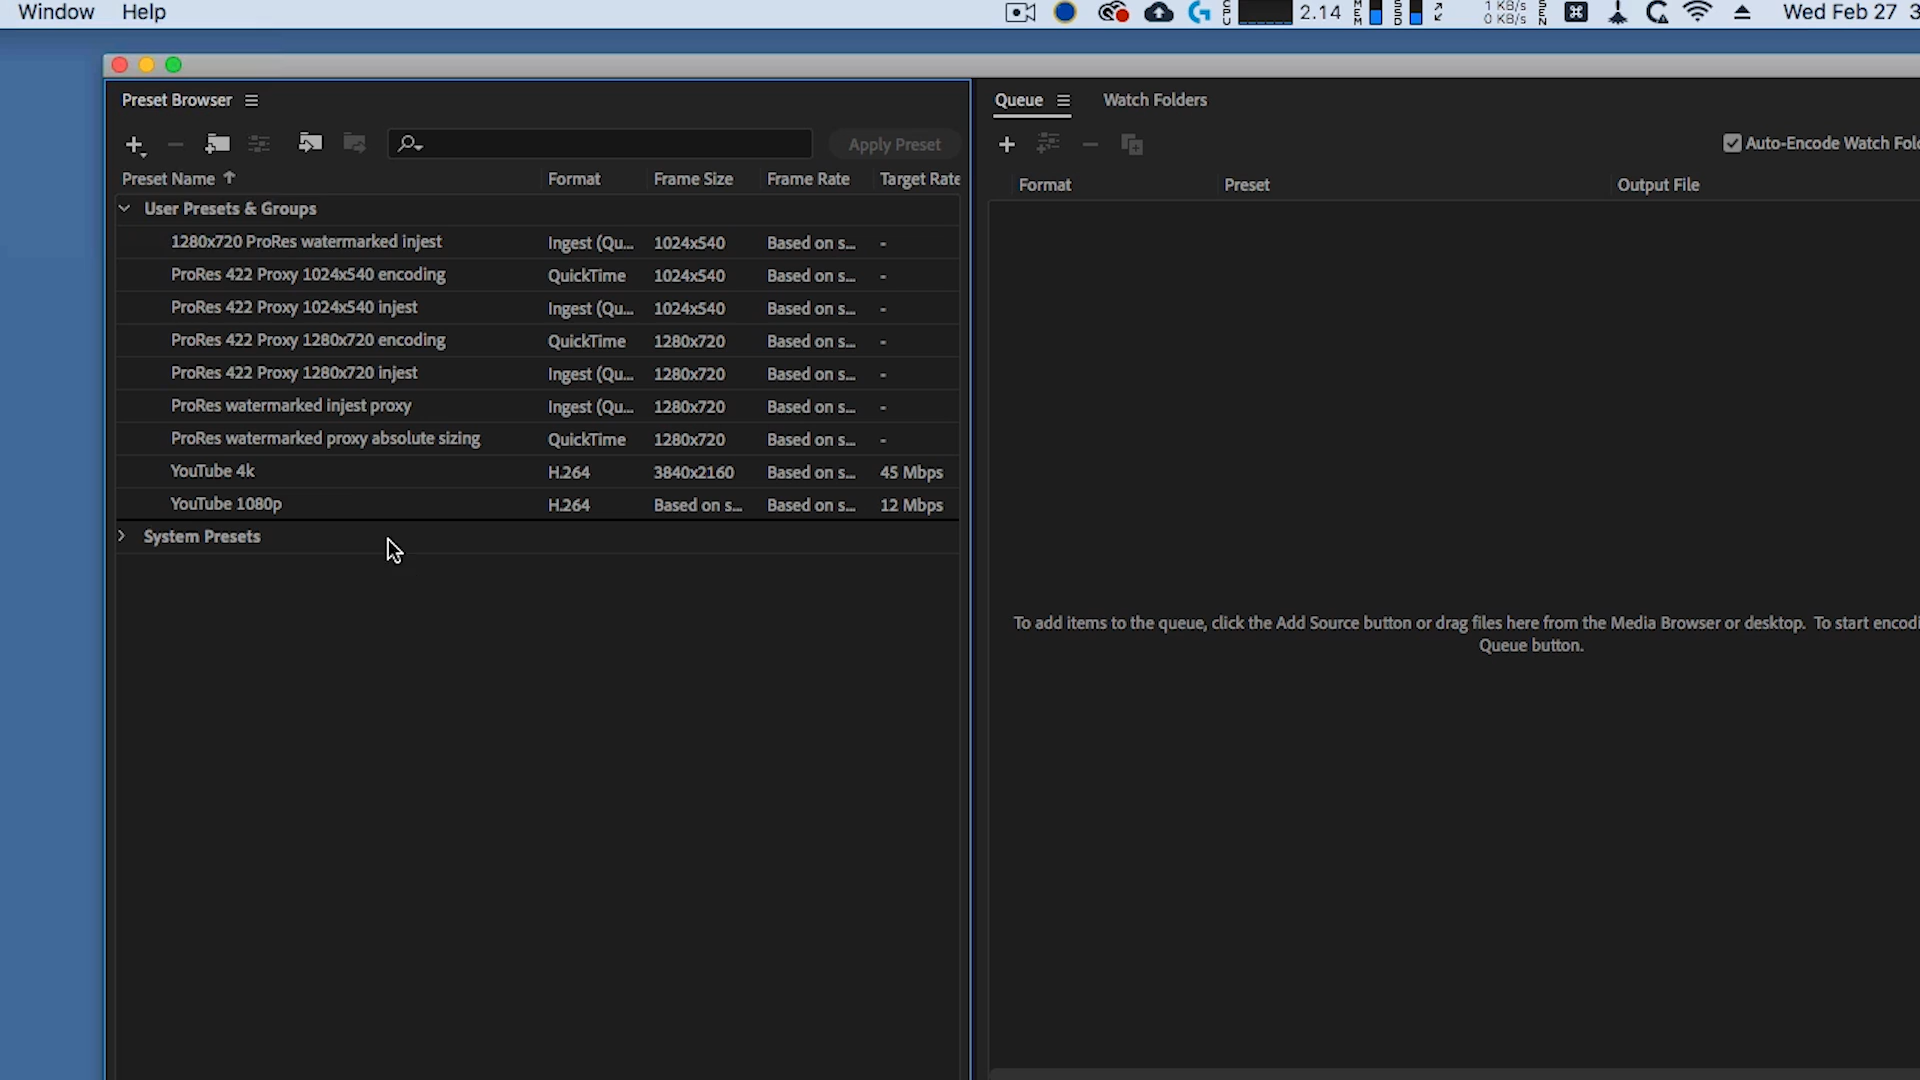 Window Help
CPU 2.14 MEM SSD 1 KB/s 0 KB/s SEN Wed Feb 27 3
Preset Browser
Apply Preset
Preset Name Format Frame Size Frame Rate Target Rate
User Presets & Groups
1280x720 ProRes watermarked injest Ingest (Qu... 1024x540 Based on s... -
ProRes 422 Proxy 1024x540 encoding QuickTime 1024x540 Based on s... -
ProRes 422 Proxy 1024x540 injest Ingest (Qu... 1024x540 Based on s... -
ProRes 422 Proxy 1280x720 encoding QuickTime 1280x720 Based on s... -
ProRes 422 Proxy 1280x720 injest Ingest (Qu... 1280x720 Based on s... -
ProRes watermarked injest proxy Ingest (Qu... 1280x720 Based on s... -
ProRes watermarked proxy absolute sizing QuickTime 1280x720 Based on s... -
YouTube 4k H.264 3840x2160 Based on s... 45 Mbps
YouTube 1080p H.264 Based on s... Based on s... 12 Mbps
System Presets
Queue Watch Folders
Auto-Encode Watch Fol
Format Preset Output File
To add items to the queue, click the Add Source button or drag files here from the Media Browser or desktop. To start encodi
Queue button.